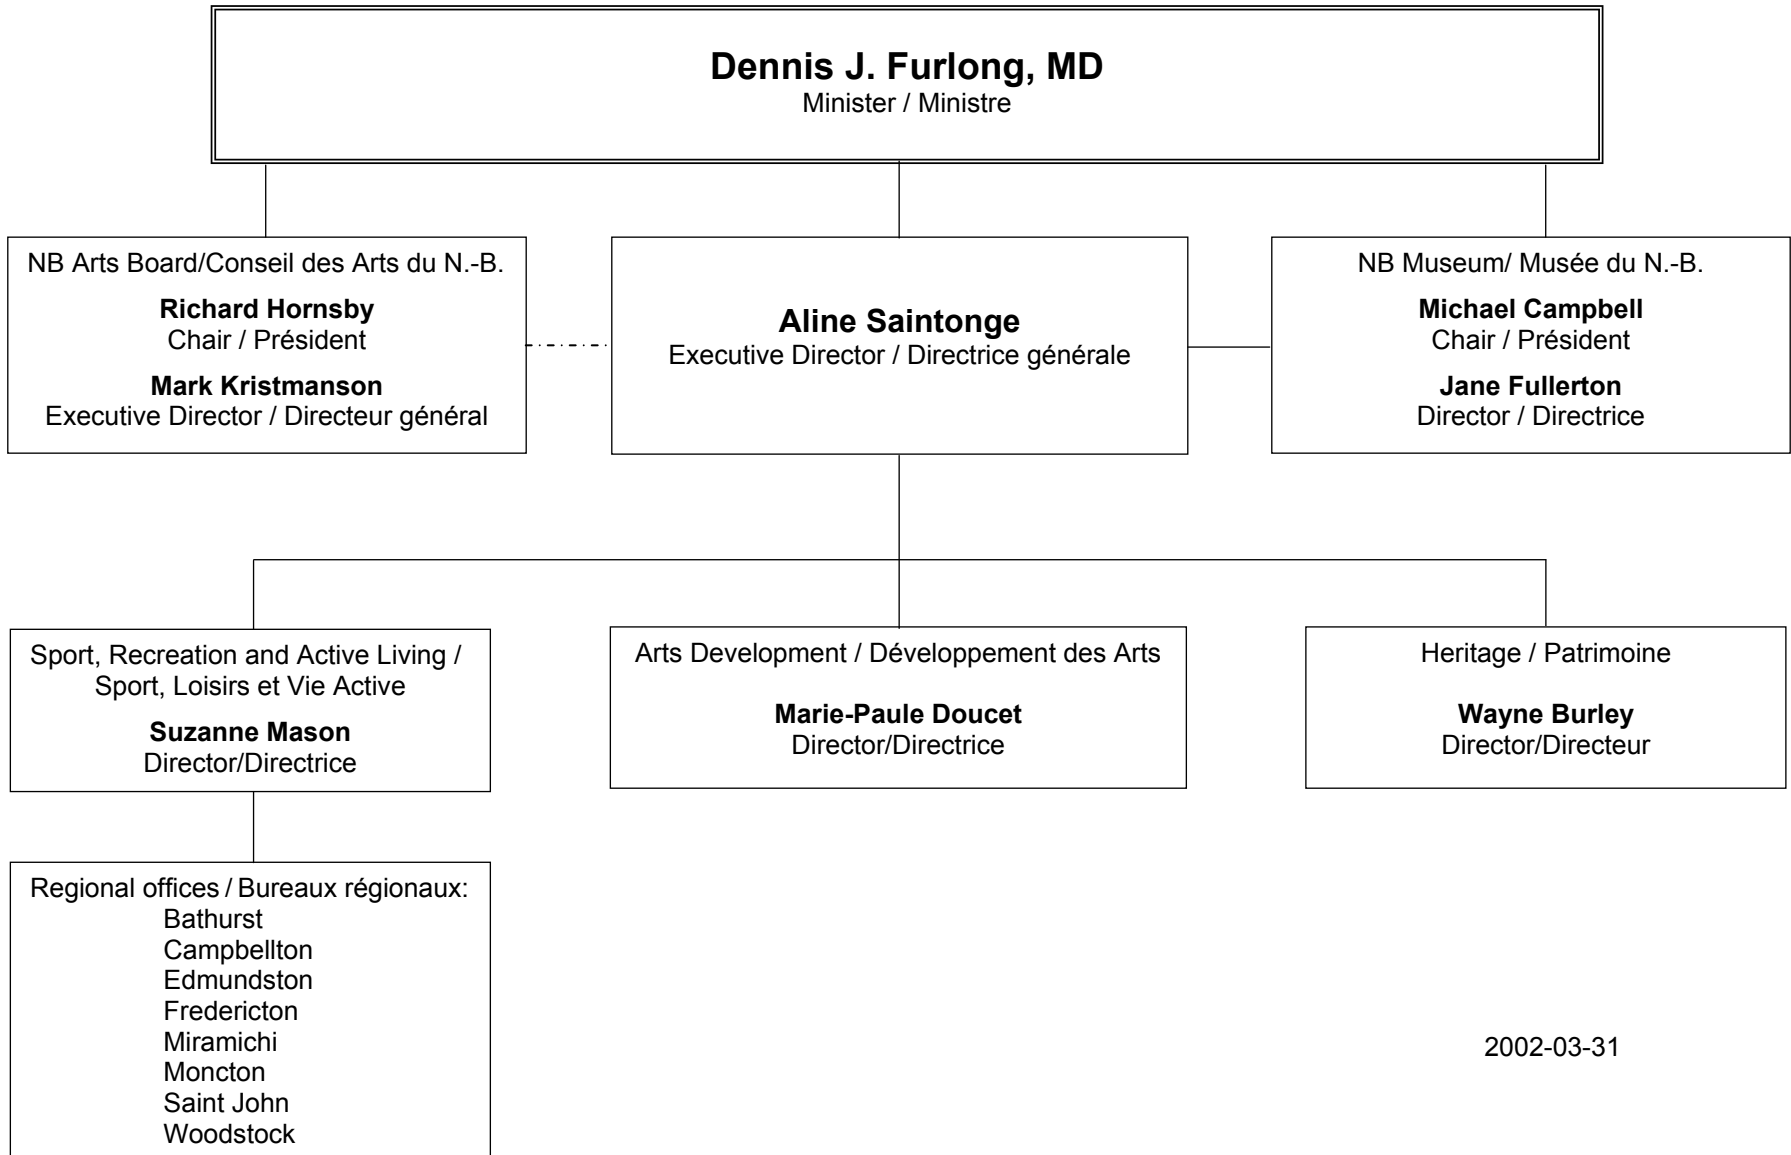 Dennis J. Furlong, MD
Minister / Ministre
NB Arts Board/Conseil des Arts du N.-B.
Richard Hornsby
Chair / Président
Mark Kristmanson
Executive Director / Directeur général
Aline Saintonge
Executive Director / Directrice générale
NB Museum/ Musée du N.-B.
Michael Campbell
Chair / Président
Jane Fullerton
Director / Directrice
Sport, Recreation and Active Living /
Sport, Loisirs et Vie Active
Suzanne Mason
Director/Directrice
Arts Development / Développement des Arts
Marie-Paule Doucet
Director/Directrice
Heritage / Patrimoine
Wayne Burley
Director/Directeur
Regional offices / Bureaux régionaux:
Bathurst
Campbellton
Edmundston
Fredericton
Miramichi
Moncton
Saint John
Woodstock
2002-03-31